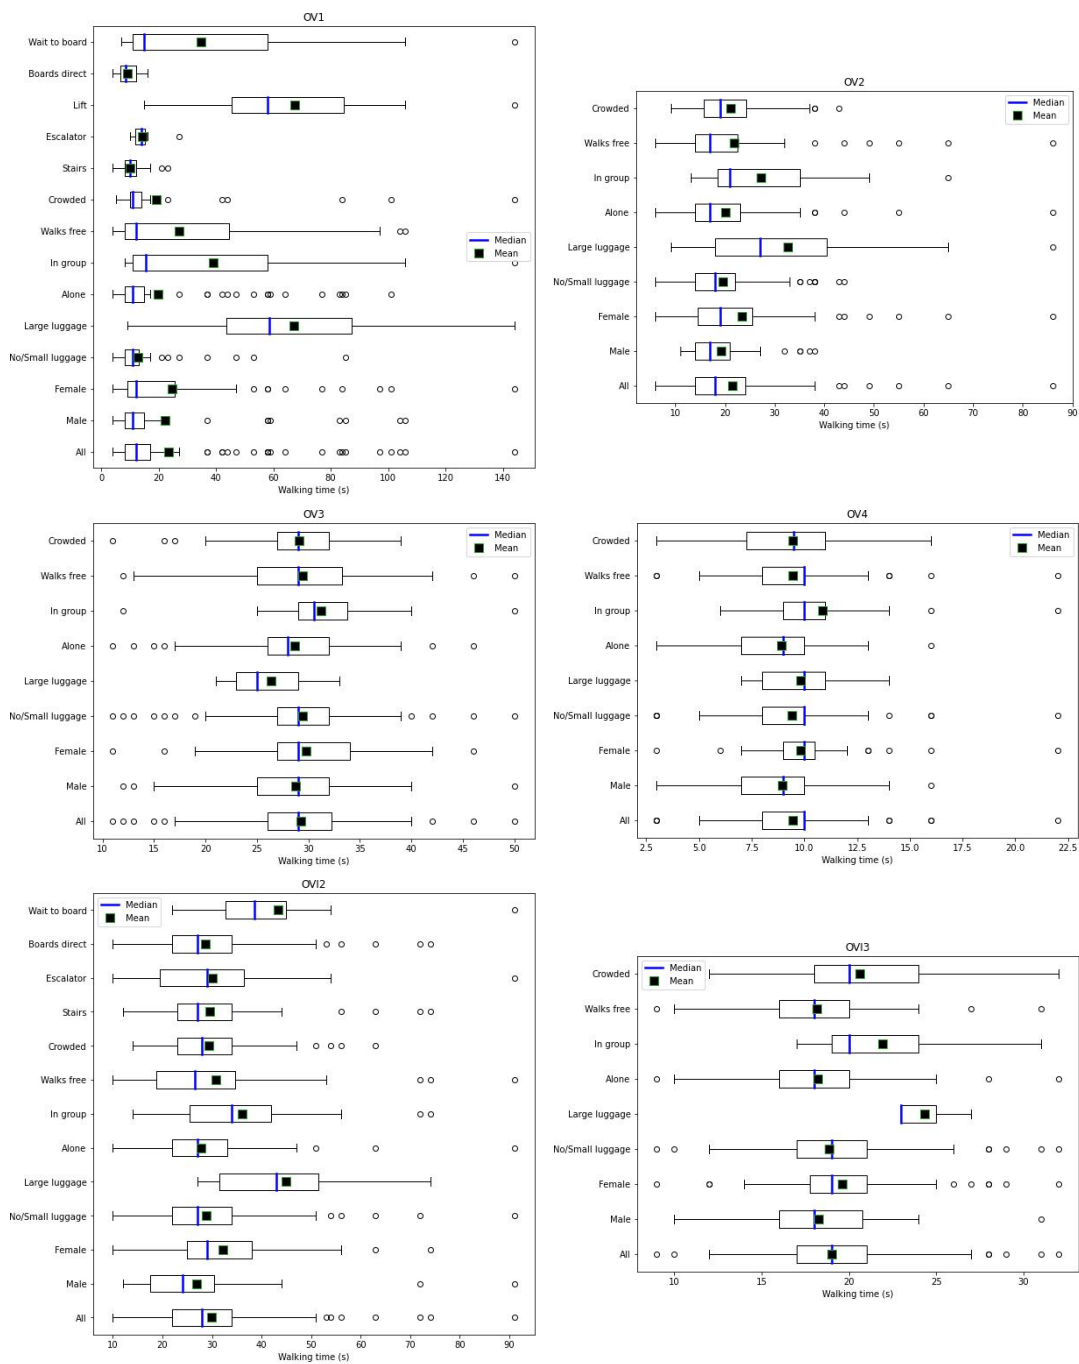 OV1
Wait to board
Boards direct
Lift
Escalator
Stairs
Crowded
Walks free
In group
Alone
Large luggage
No/Small luggage
Female
Male
All
Median
Mean
0 20 40 60 80 100 120 140
Walking time (s)
OV2
Crowded
Walks free
In group
Alone
Large luggage
No/Small luggage
Female
Male
All
Median
Mean
10 20 30 40 50 60 70 80 90
Walking time (s)
OV3
Crowded
Walks free
In group
Alone
Large luggage
No/Small luggage
Female
Male
All
Median
Mean
10 15 20 25 30 35 40 45 50
Walking time (s)
OV4
Crowded
Walks free
In group
Alone
Large luggage
No/Small luggage
Female
Male
All
Median
Mean
2.5 5.0 7.5 10.0 12.5 15.0 17.5 20.0 22.5
Walking time (s)
OVI2
Wait to board
Boards direct
Escalator
Stairs
Crowded
Walks free
In group
Alone
Large luggage
No/Small luggage
Female
Male
All
Median
Mean
10 20 30 40 50 60 70 80 90
Walking time (s)
OVI3
Crowded
Walks free
In group
Alone
Large luggage
No/Small luggage
Female
Male
All
Median
Mean
10 15 20 25 30
Walking time (s)